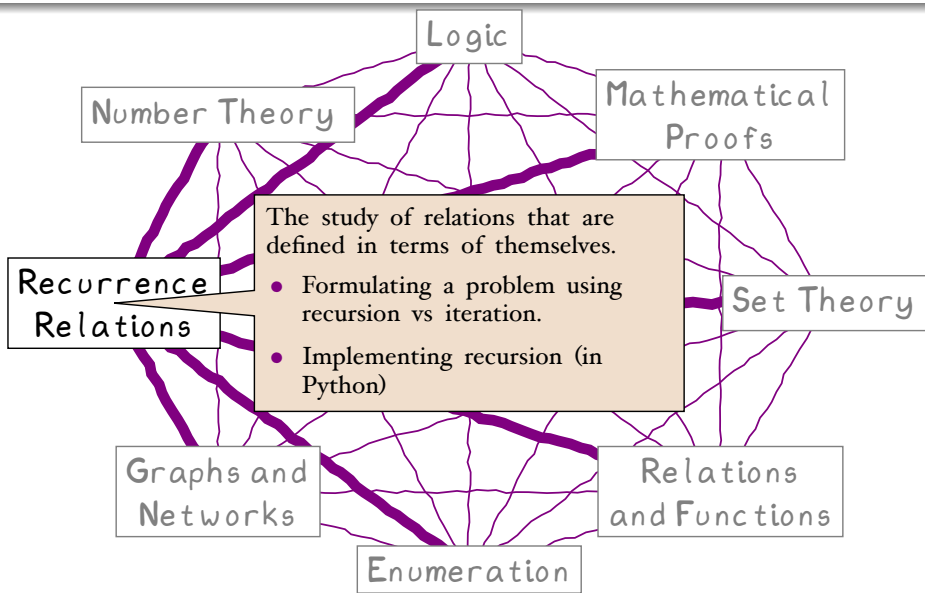 Logic
Number Theory
Mathematical
Proofs
The study of relations that are
defined in terms of themselves.
• Formulating a problem using
recursion vs iteration.
• Implementing recursion (in
Python)
Recurrence
Relations
Set Theory
Graphs and
Networks
Relations
and Functions
Enumeration